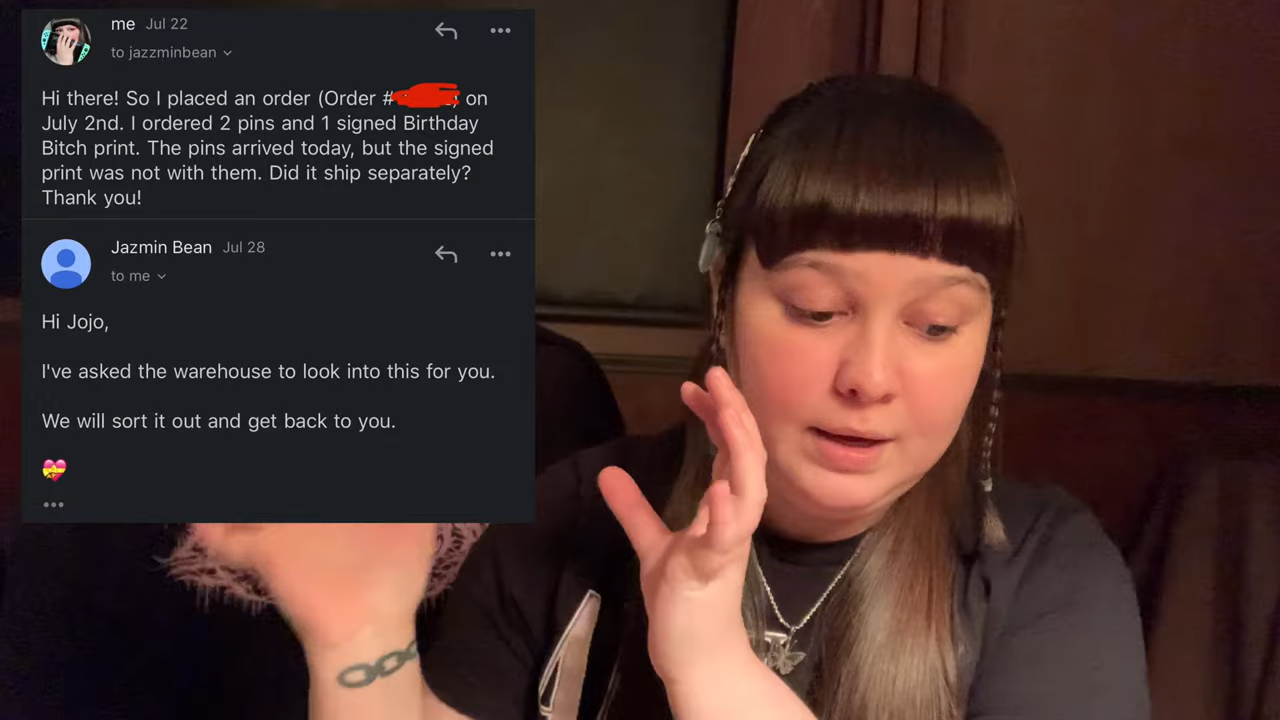 me Jul 22
to jazzminbean
Hi there! So I placed an order (Order # ) on
July 2nd. I ordered 2 pins and 1 signed Birthday
Bitch print. The pins arrived today, but the signed
print was not with them. Did it ship separately?
Thank you!
Jazmin Bean Jul 28
to me
Hi Jojo,
I've asked the warehouse to look into this for you.
We will sort it out and get back to you.